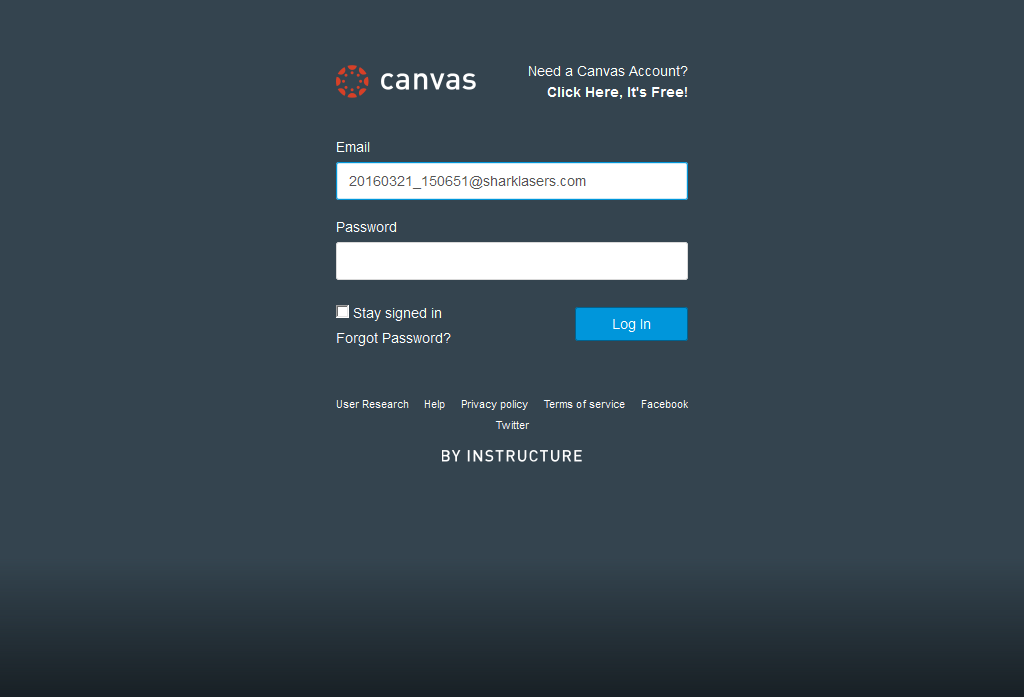 canvas
Need a Canvas Account?
Click Here, It's Free!
Email
20160321_150651@sharklasers.com
Password
Stay signed in
Log In
Forgot Password?
User Research Help Privacy policy Terms of service Facebook
Twitter
BY INSTRUCTURE